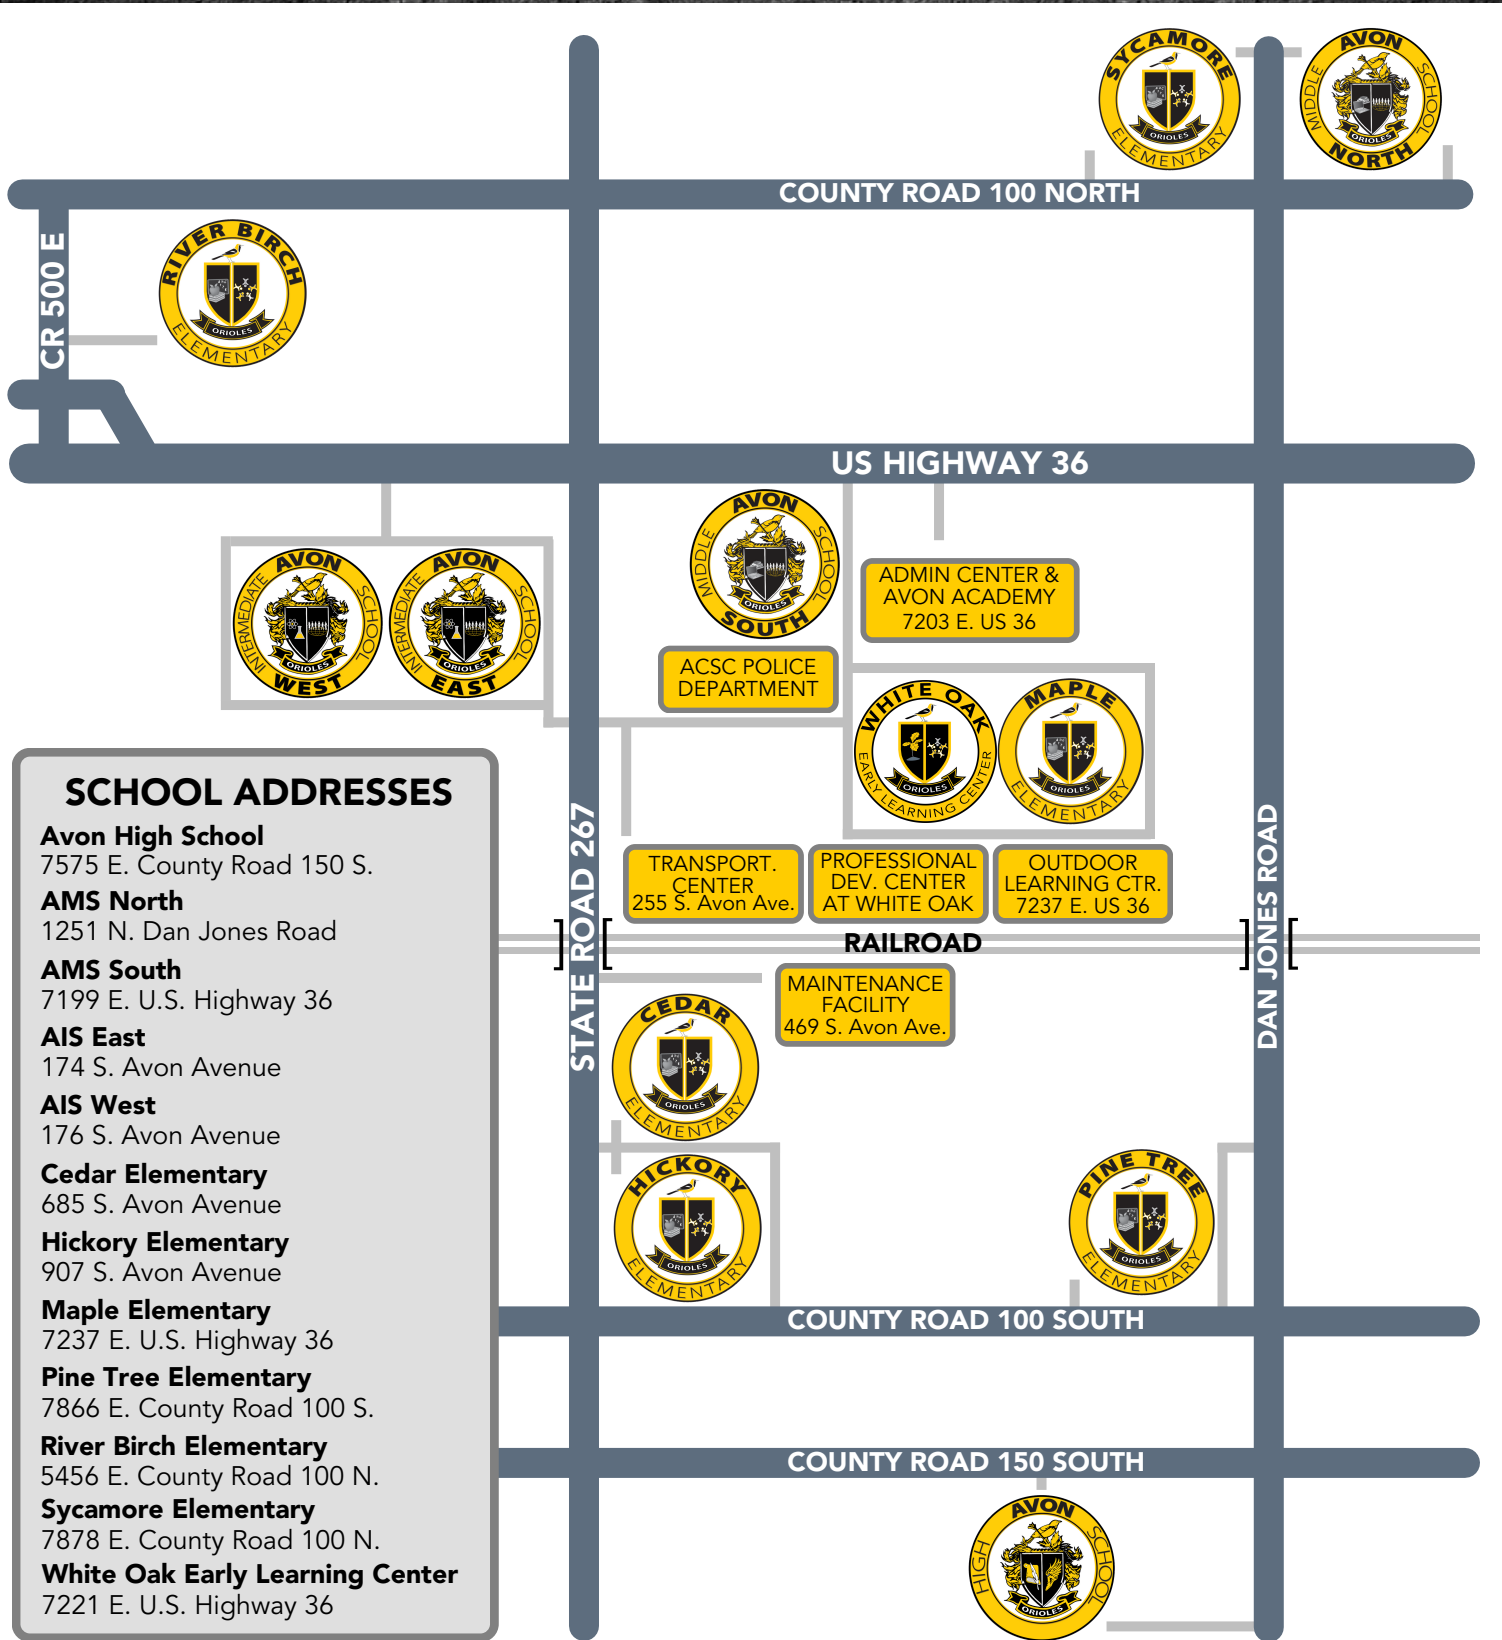 SYCAMORE
ELEMENTARY
ORIOLES
AVON
MIDDLE SCHOOL
NORTH
ORIOLES
COUNTY ROAD 100 NORTH
CR 500 E
RIVER BIRCH
ELEMENTARY
ORIOLES
US HIGHWAY 36
AVON
INTERMEDIATE SCHOOL
WEST
ORIOLES
AVON
INTERMEDIATE SCHOOL
EAST
ORIOLES
AVON
MIDDLE SCHOOL
SOUTH
ORIOLES
ADMIN CENTER &
AVON ACADEMY
7203 E. US 36
ACSC POLICE
DEPARTMENT
WHITE OAK
EARLY LEARNING CENTER
ORIOLES
MAPLE
ELEMENTARY
ORIOLES
STATE ROAD 267
DAN JONES ROAD
TRANSPORT.
CENTER
255 S. Avon Ave.
PROFESSIONAL
DEV. CENTER
AT WHITE OAK
OUTDOOR
LEARNING CTR.
7237 E. US 36
RAILROAD
MAINTENANCE
FACILITY
469 S. Avon Ave.
CEDAR
ELEMENTARY
ORIOLES
HICKORY
ELEMENTARY
ORIOLES
PINE TREE
ELEMENTARY
ORIOLES
COUNTY ROAD 100 SOUTH
COUNTY ROAD 150 SOUTH
AVON
HIGH SCHOOL
ORIOLES
SCHOOL ADDRESSES
Avon High School
7575 E. County Road 150 S.
AMS North
1251 N. Dan Jones Road
AMS South
7199 E. U.S. Highway 36
AIS East
174 S. Avon Avenue
AIS West
176 S. Avon Avenue
Cedar Elementary
685 S. Avon Avenue
Hickory Elementary
907 S. Avon Avenue
Maple Elementary
7237 E. U.S. Highway 36
Pine Tree Elementary
7866 E. County Road 100 S.
River Birch Elementary
5456 E. County Road 100 N.
Sycamore Elementary
7878 E. County Road 100 N.
White Oak Early Learning Center
7221 E. U.S. Highway 36